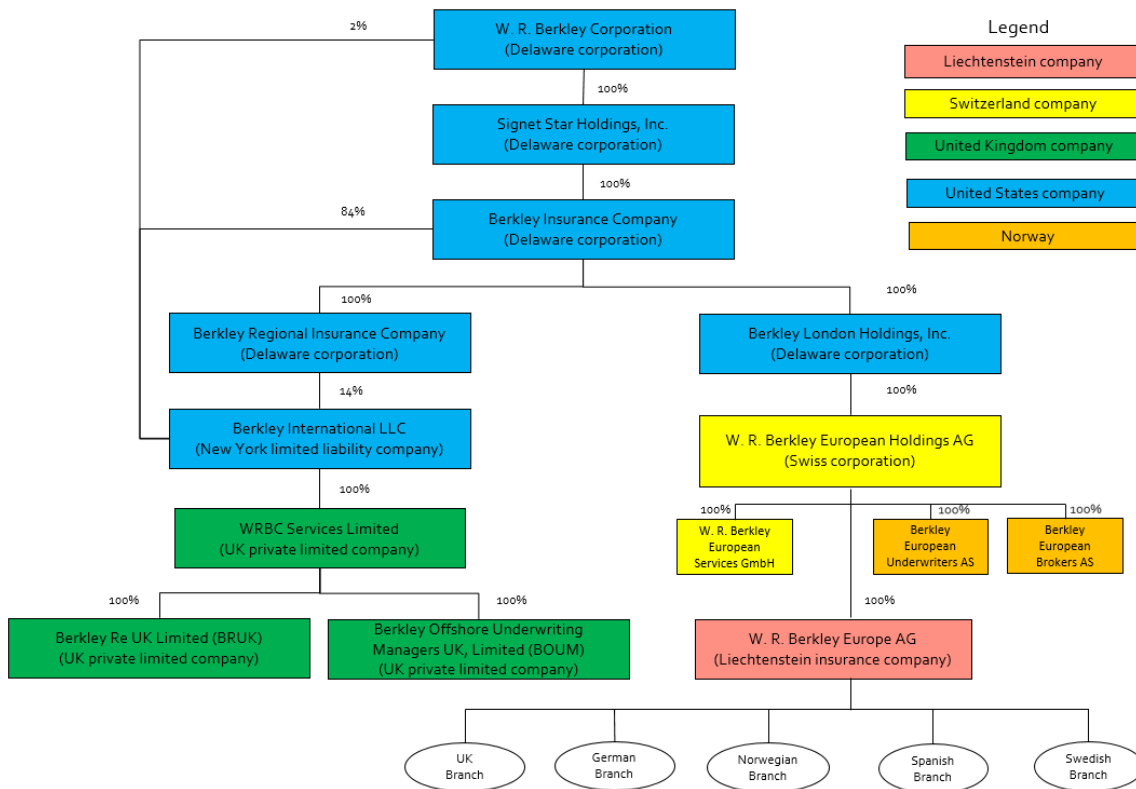 2%
W. R. Berkley Corporation
(Delaware corporation)
Legend
Liechtenstein company
100%
Switzerland company
Signet Star Holdings, Inc.
(Delaware corporation)
United Kingdom company
100%
United States company
84%
Berkley Insurance Company
(Delaware corporation)
Norway
100%
100%
Berkley Regional Insurance Company
(Delaware corporation)
Berkley London Holdings, Inc.
(Delaware corporation)
14%
100%
Berkley International LLC
(New York limited liability company)
W. R. Berkley European Holdings AG
(Swiss corporation)
100%
100%
100%
100%
WRBC Services Limited
(UK private limited company)
W. R. Berkley
European
Services GmbH
Berkley
European
Underwriters AS
Berkley
European
Brokers AS
100%
100%
100%
Berkley Re UK Limited (BRUK)
(UK private limited company)
Berkley Offshore Underwriting
Managers UK, Limited (BOUM)
(UK private limited company)
W. R. Berkley Europe AG
(Liechtenstein insurance company)
UK
Branch
German
Branch
Norwegian
Branch
Spanish
Branch
Swedish
Branch